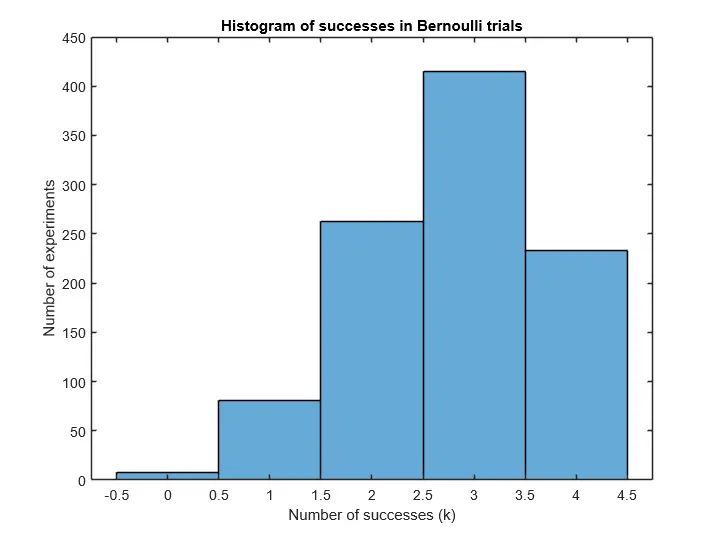 Histogram of successes in Bernoulli trials
450
400
350
300
250
200
150
100
50
0
Number of experiments
-0.5 0 0.5 1 1.5 2 2.5 3 3.5 4 4.5
Number of successes (k)